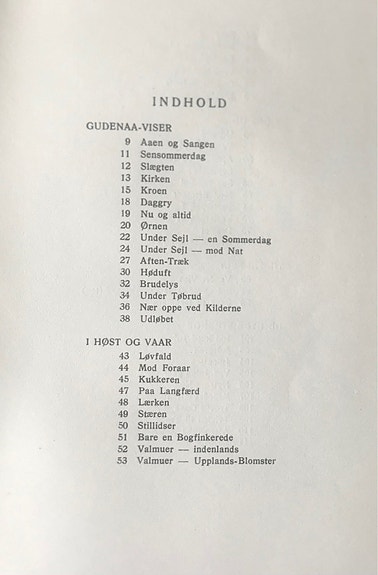 INDHOLD
GUDENAA-VISER
9 Aaen og Sangen
11 Sensommerdag
12 Slægten
13 Kirken
15 Kroen
18 Daggry
19 Nu og altid
20 Ørnen
22 Under Sejl — en Sommerdag
24 Under Sejl — mod Nat
27 Aften-Træk
30 Høduft
32 Brudelys
34 Under Tøbrud
36 Nær oppe ved Kilderne
38 Udløbet
I HØST OG VAAR
43 Løvfald
44 Mod Foraar
45 Kukkeren
47 Paa Langfærd
48 Lærken
49 Stæren
50 Stillidser
51 Bare en Bogfinkerede
52 Valmuer — indenlands
53 Valmuer — Upplands-Blomster